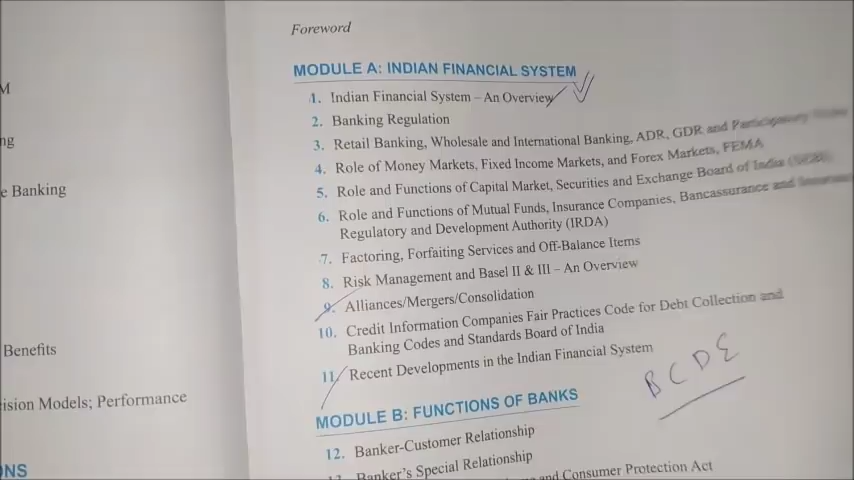 M
ng
e Banking
Benefits
ision Models; Performance
ONS
Foreword
MODULE A: INDIAN FINANCIAL SYSTEM
1. Indian Financial System – An Overview
2. Banking Regulation
3. Retail Banking, Wholesale and International Banking, ADR, GDR and Participatory
4. Role of Money Markets, Fixed Income Markets, and Forex Markets, FEMA
5. Role and Functions of Capital Market, Securities and Exchange Board of India
6. Role and Functions of Mutual Funds, Insurance Companies, Bancassurance and Insurance
Regulatory and Development Authority (IRDA)
7. Factoring, Forfaiting Services and Off-Balance Items
8. Risk Management and Basel II & III – An Overview
9. Alliances/Mergers/Consolidation
10. Credit Information Companies Fair Practices Code for Debt Collection and
Banking Codes and Standards Board of India
11. Recent Developments in the Indian Financial System
B C D E
MODULE B: FUNCTIONS OF BANKS
12. Banker-Customer Relationship
13. Banker's Special Relationship
and Consumer Protection Act